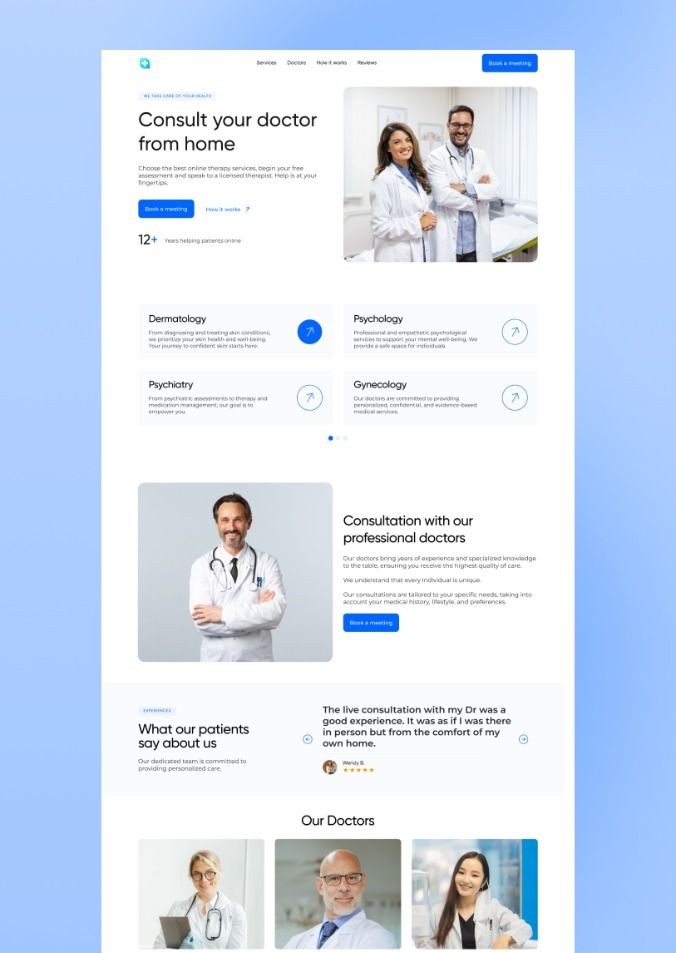 Services Doctors How it works Reviews Book a meeting
WE TAKE CARE OF YOUR HEALTH
Consult your doctor
from home
Choose the best online therapy services, begin your free
assessment and speak to a licensed therapist. Help is at your
fingertips.
Book a meeting How it works
12+ Years helping patients online
Dermatology
From diagnosing and treating skin conditions,
we prioritize your skin health and well-being.
Your journey to confident skin starts here.
Psychology
Professional and empathetic psychological
services to support your mental well-being. We
provide a safe space for individuals.
Psychiatry
From psychiatric assessments to therapy and
medication management, our goal is to
empower you.
Gynecology
Our doctors are committed to providing
personalized, confidential, and evidence-based
medical services.
Consultation with our
professional doctors
Our doctors bring years of experience and specialized knowledge
to the table, ensuring you receive the highest quality of care.
We understand that every individual is unique.
Our consultations are tailored to your specific needs, taking into
account your medical history, lifestyle, and preferences.
Book a meeting
EXPERIENCES
What our patients
say about us
Our dedicated team is committed to
providing personalized care.
The live consultation with my Dr was a
good experience. It was as if I was there
in person but from the comfort of my
own home.
Wendy B.
Our Doctors